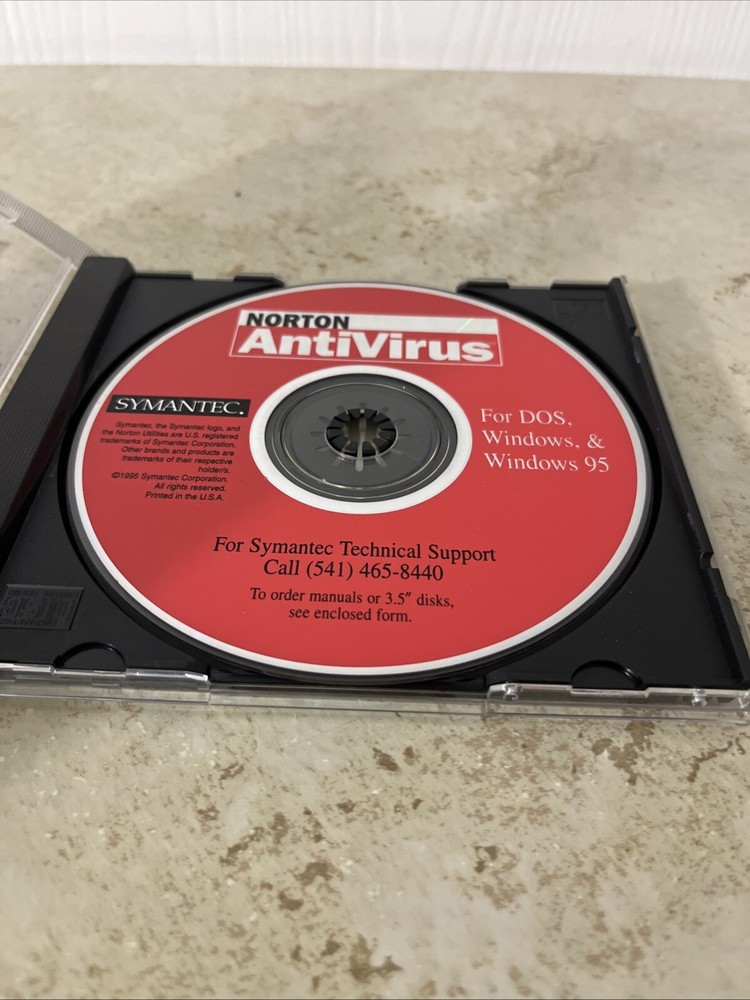 NORTON
AntiVirus
SYMANTEC.
Symantec, the Symantec logo, and
the Norton Utilities are U.S. registered
trademarks of Symantec Corporation.
Other brands and products are
trademarks of their respective
holder/s.
©1995 Symantec Corporation.
All rights reserved.
Printed in the U.S.A.
For DOS,
Windows, &
Windows 95
For Symantec Technical Support
Call (541) 465-8440
To order manuals or 3.5" disks,
see enclosed form.